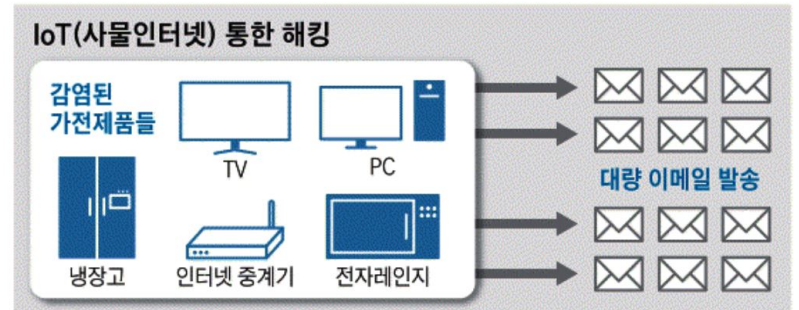 IoT(사물인터넷) 통한 해킹
감염된
가전제품들
TV
PC
냉장고
인터넷 중계기
전자레인지
대량 이메일 발송